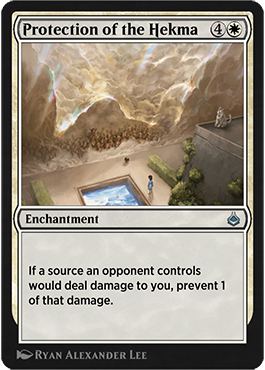 Protection of the Hekma 4
Enchantment
If a source an opponent controls
would deal damage to you, prevent 1
of that damage.
Ryan Alexander Lee